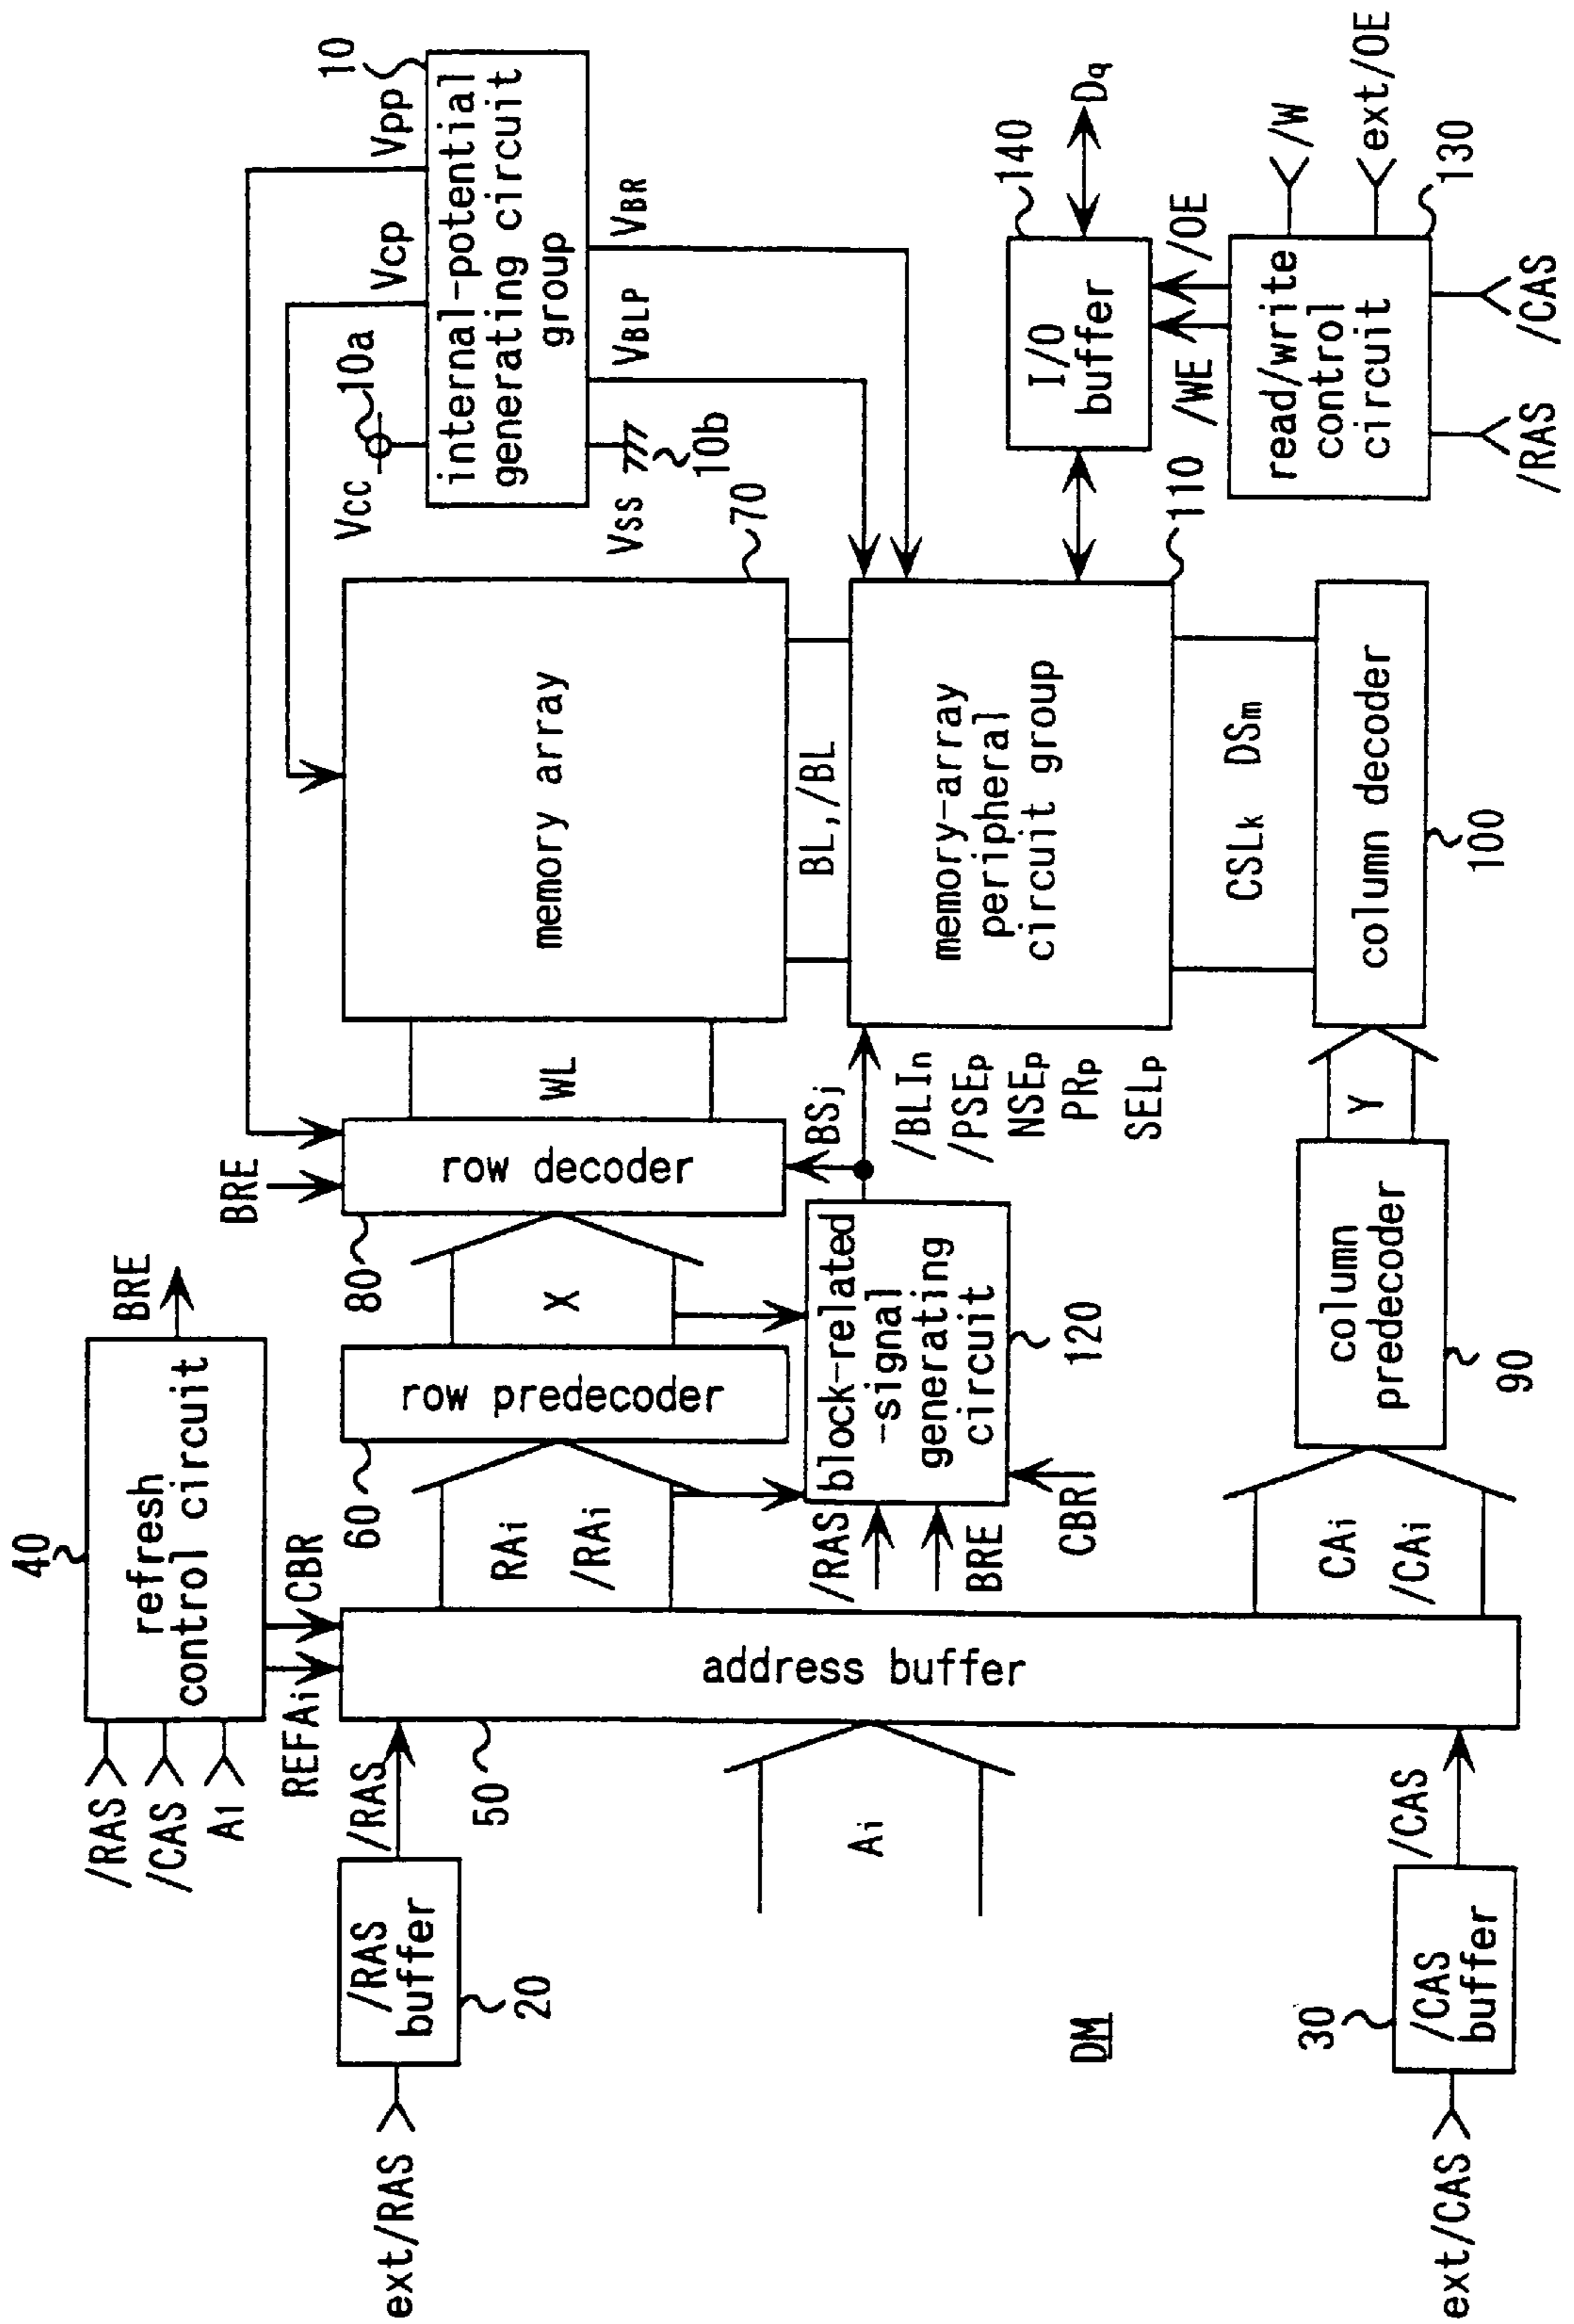 40
refresh
control circuit
/RAS
/CAS
Ai
BRE
REFAi
CBR
ext/RAS
/RAS
buffer
20
/RAS
50
address buffer
Ai
DM
ext/CAS
30
/CAS
buffer
/CAS
RAi
/RAi
60
row predecoder
X
80
row decoder
BRE
WL
memory array
70
Vcc
10a
Vcp
Vpp
10
internal-potential
generating circuit
group
Vss
10b
VBLP
VBR
/RAS
BRE
CBR
block-related
-signal
generating
circuit
120
BSj
/BLIn
/PSEp
NSEp
PRp
SELp
BL,/BL
memory-array
peripheral
circuit group
110
I/O
buffer
140
Dq
/WE
/OE
read/write
control
circuit
130
/W
ext/OE
/RAS
/CAS
CAi
/CAi
column
predecoder
90
Y
CSLk DSm
column decoder
100